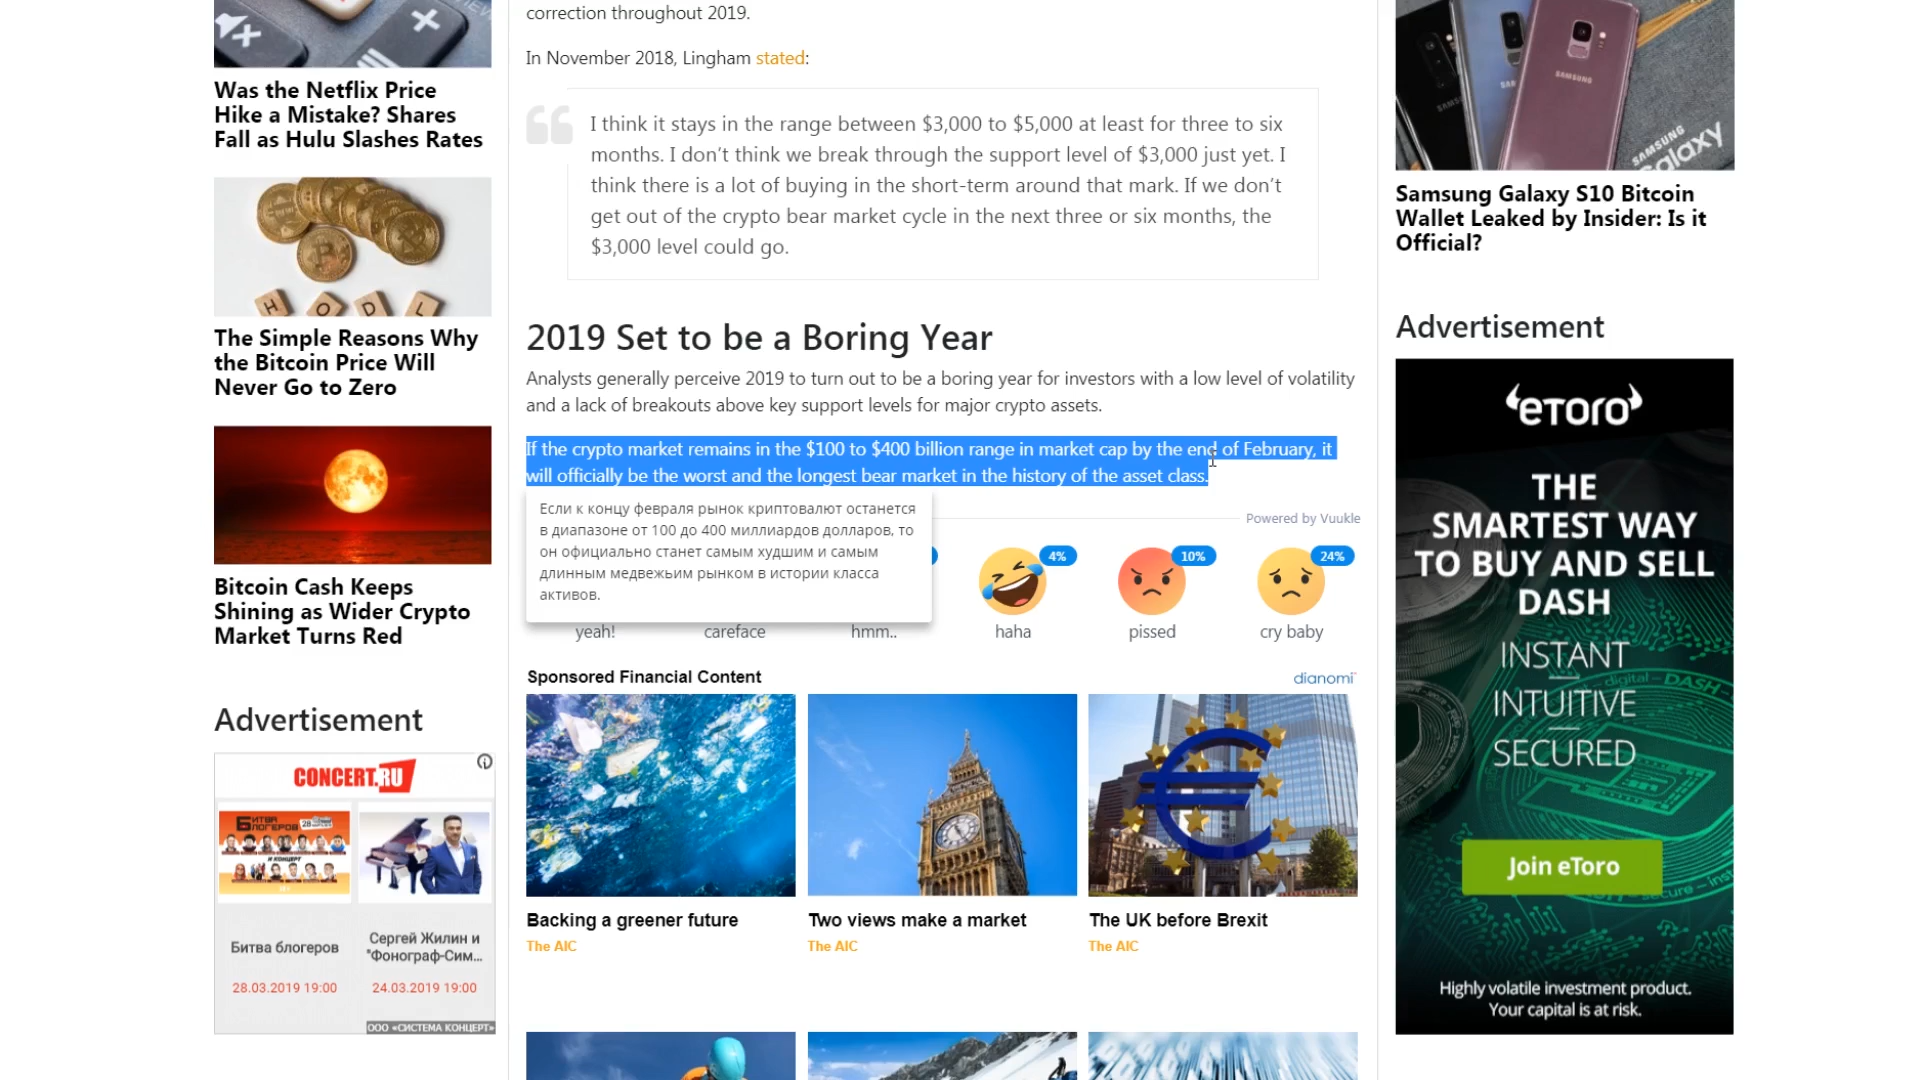 Was the Netflix Price
Hike a Mistake? Shares
Fall as Hulu Slashes Rates
HODL
The Simple Reasons Why
the Bitcoin Price Will
Never Go to Zero
Bitcoin Cash Keeps
Shining as Wider Crypto
Market Turns Red
Advertisement
CONCERT.RU
БИТВА
БЛОГЕРОВ
И КОНЦЕРТ
Битва блогеров
28.03.2019 19:00
Сергей Жилин и
"Фонограф-Сим...
24.03.2019 19:00
ООО «СИСТЕМА КОНЦЕРТ»
correction throughout 2019.
In November 2018, Lingham stated:
I think it stays in the range between $3,000 to $5,000 at least for three to six
months. I don’t think we break through the support level of $3,000 just yet. I
think there is a lot of buying in the short-term around that mark. If we don’t
get out of the crypto bear market cycle in the next three or six months, the
$3,000 level could go.
2019 Set to be a Boring Year
Analysts generally perceive 2019 to turn out to be a boring year for investors with a low level of volatility
and a lack of breakouts above key support levels for major crypto assets.
If the crypto market remains in the $100 to $400 billion range in market cap by the end of February, it
will officially be the worst and the longest bear market in the history of the asset class.
Если к концу февраля рынок криптовалют останется
в диапазоне от 100 до 400 миллиардов долларов, то
он официально станет самым худшим и самым
длинным медвежьим рынком в истории класса
активов.
Powered by Vuukle
4%
10%
24%
yeah!
careface
hmm..
haha
pissed
cry baby
Sponsored Financial Content
dianomi
Backing a greener future
The AIC
Two views make a market
The AIC
The UK before Brexit
The AIC
SAMSUNG
SAMSUNG
Galaxy
Samsung Galaxy S10 Bitcoin
Wallet Leaked by Insider: Is it
Official?
Advertisement
eToro
THE
SMARTEST WAY
TO BUY AND SELL
DASH
INSTANT
INTUITIVE
SECURED
digital – DASH –
Join eToro
Highly volatile investment product.
Your capital is at risk.